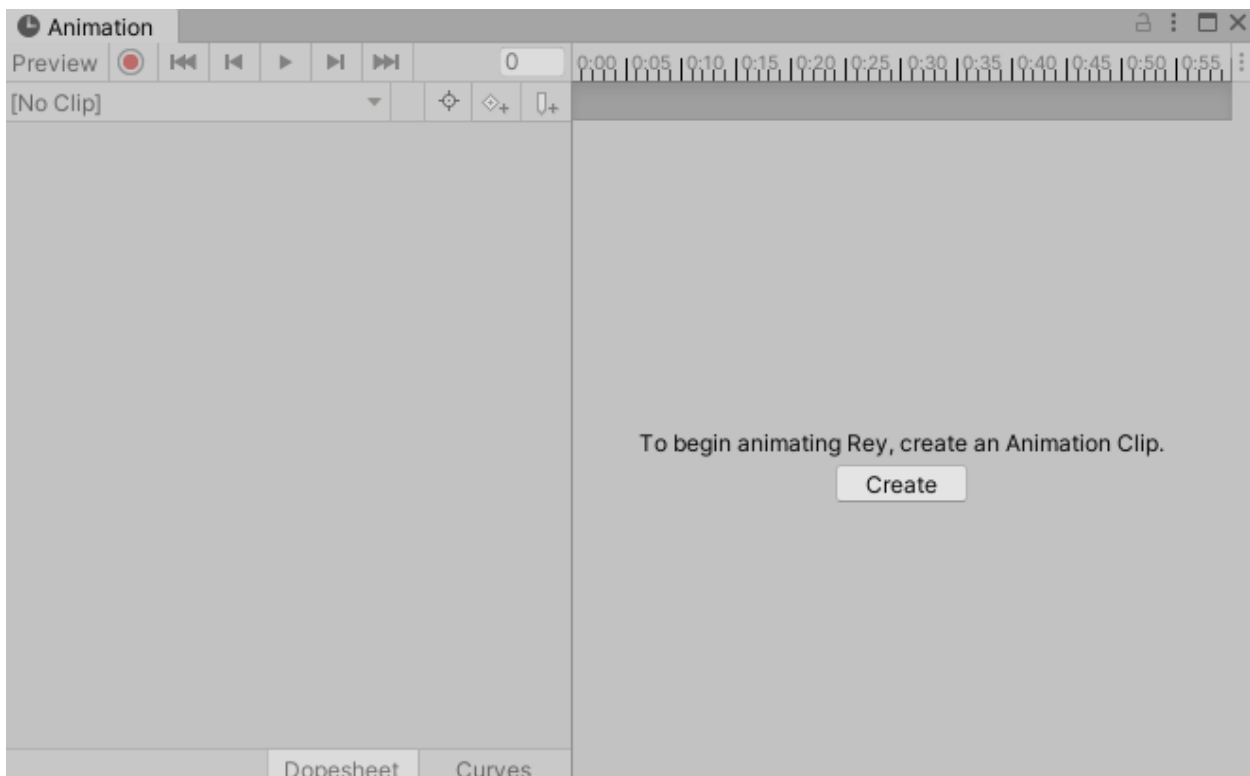 Animation
Preview 0 0:00 0:05 0:10 0:15 0:20 0:25 0:30 0:35 0:40 0:45 0:50 0:55
[No Clip]
To begin animating Rey, create an Animation Clip.
Create
Dopesheet Curves